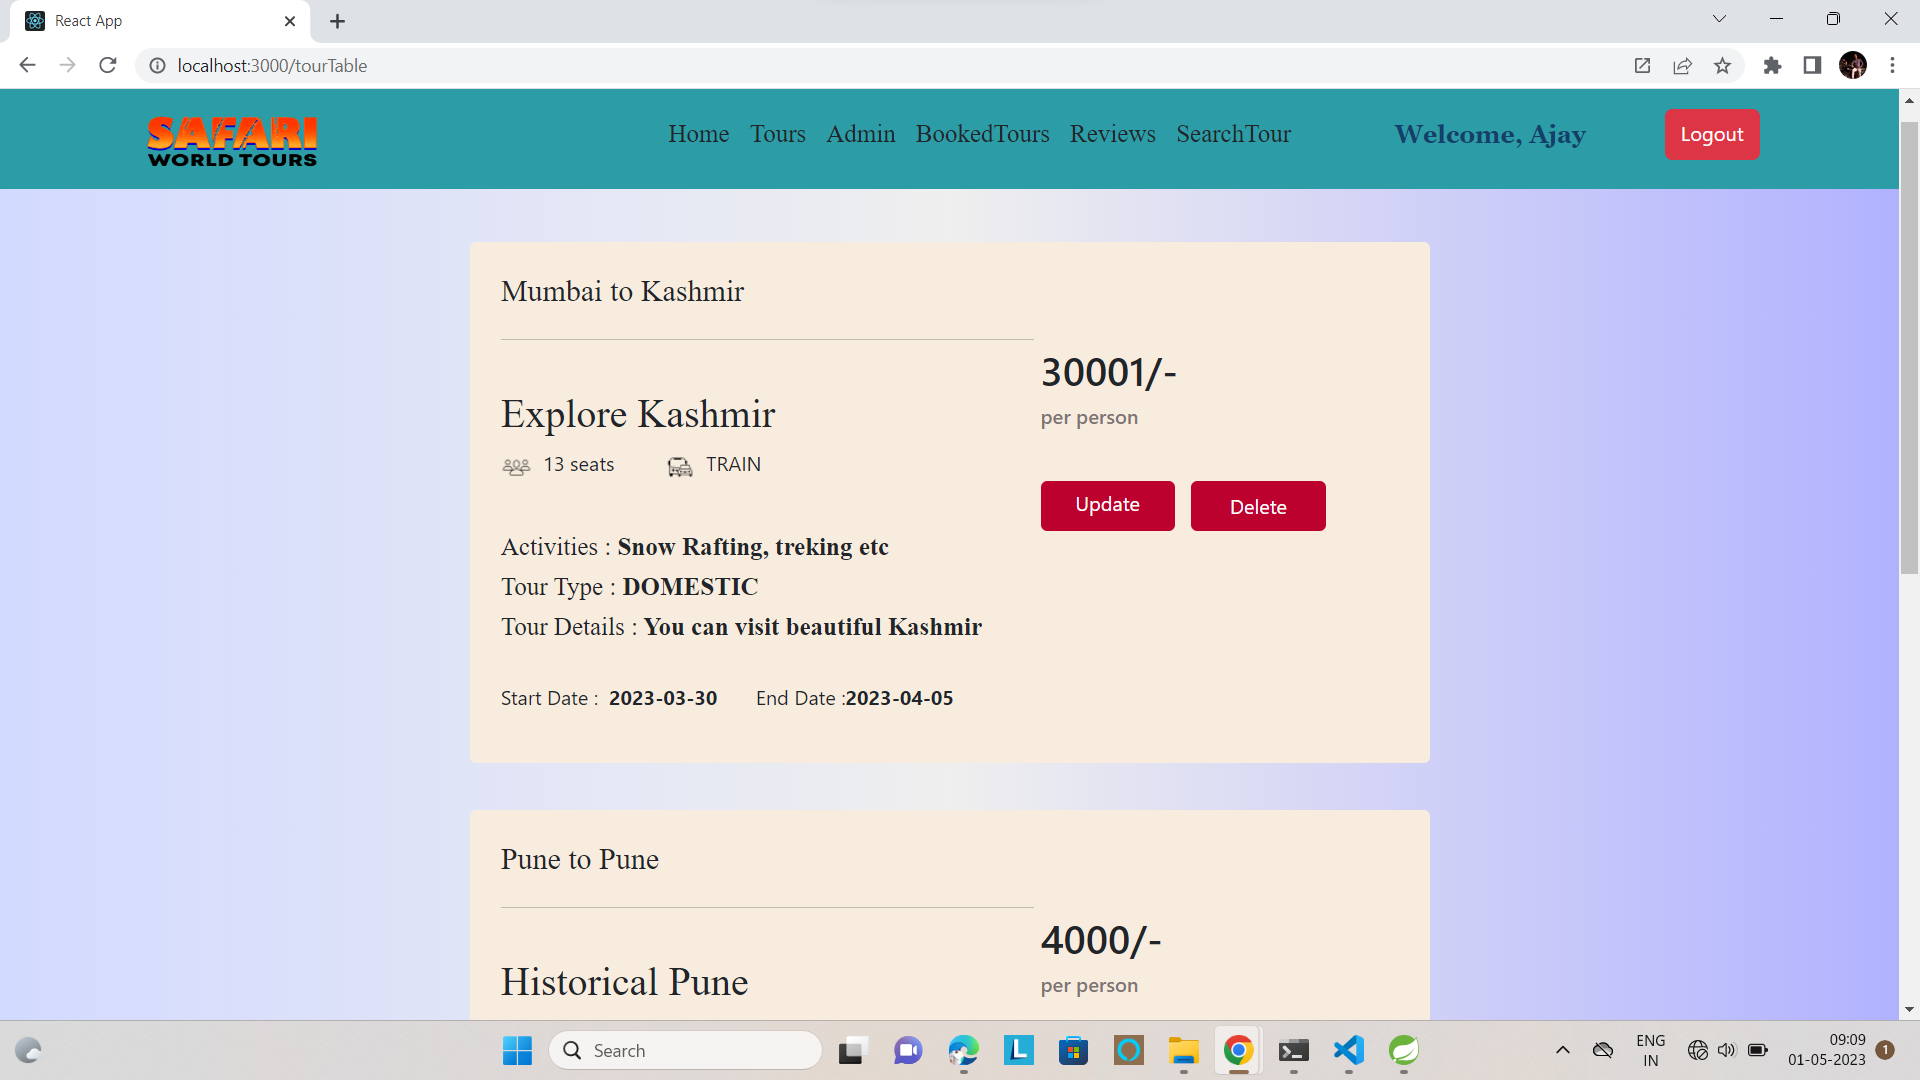 React App
localhost:3000/tourTable
SAFARI
WORLD TOURS
Home Tours Admin BookedTours Reviews SearchTour
Welcome, Ajay
Logout
Mumbai to Kashmir
30001/-
per person
Explore Kashmir
13 seats TRAIN
Update Delete
Activities : Snow Rafting, treking etc
Tour Type : DOMESTIC
Tour Details : You can visit beautiful Kashmir
Start Date : 2023-03-30 End Date :2023-04-05
Pune to Pune
4000/-
per person
Historical Pune
Search
L
ENG
IN
09:09
01-05-2023
1